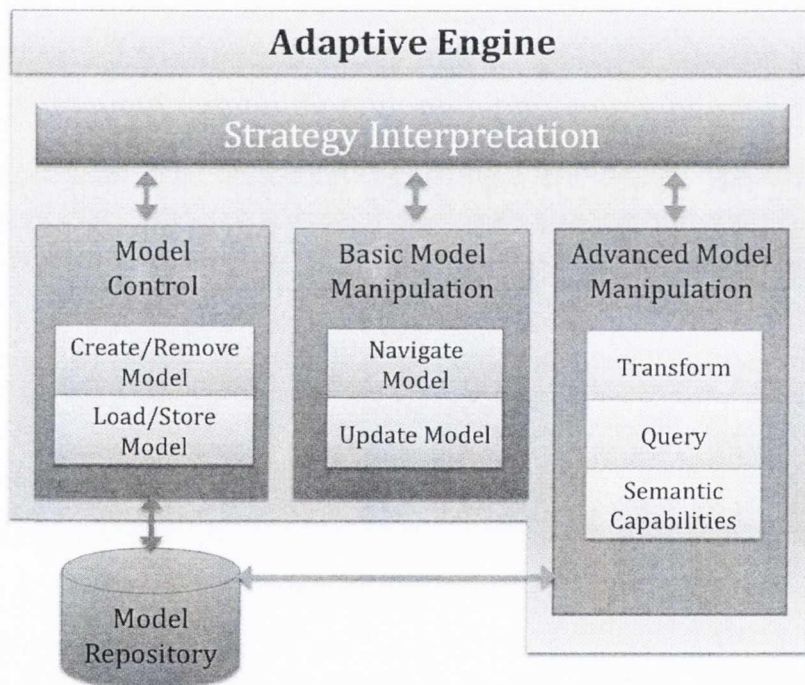 Adaptive Engine
Strategy Interpretation
Model
Control
Create/Remove
Model
Load/Store
Model
Basic Model
Manipulation
Navigate
Model
Update Model
Advanced Model
Manipulation
Transform
Query
Semantic
Capabilities
Model
Repository